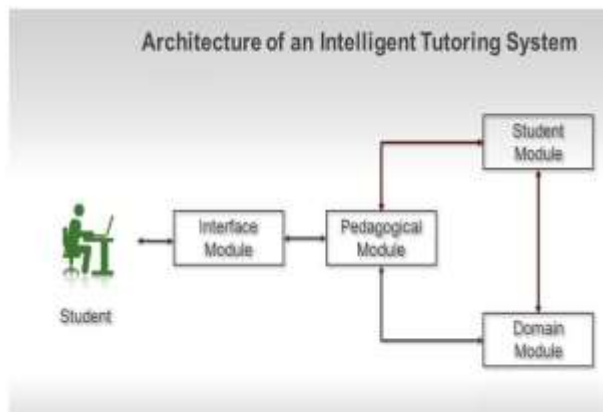 Architecture of an Intelligent Tutoring System
Student
Module
Interface
Module
Pedagogical
Module
Student
Domain
Module